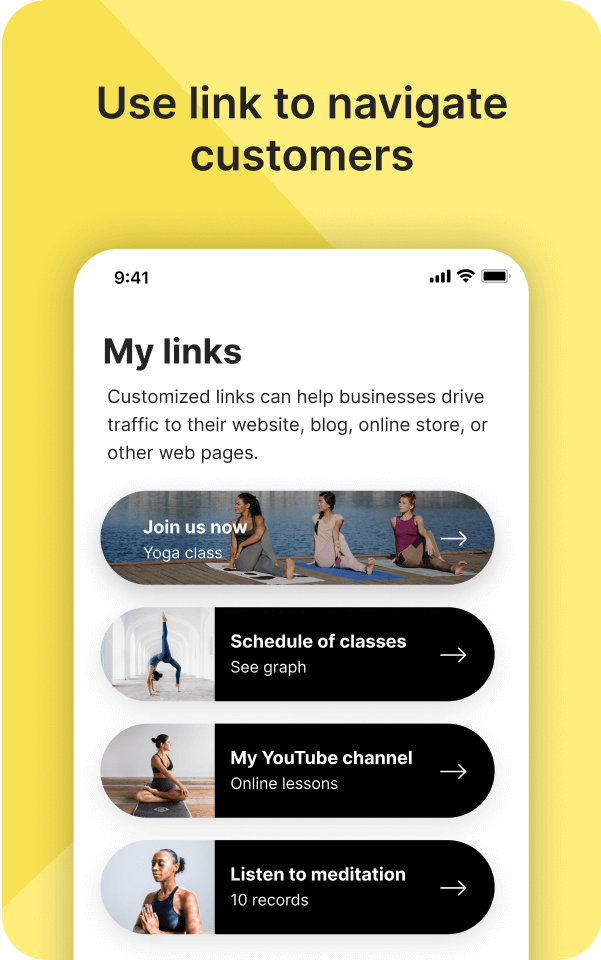 Use link to navigate
customers
9:41
My links
Customized links can help businesses drive
traffic to their website, blog, online store, or
other web pages.
Join us now
Yoga class
Schedule of classes
See graph
My YouTube channel
Online lessons
Listen to meditation
10 records